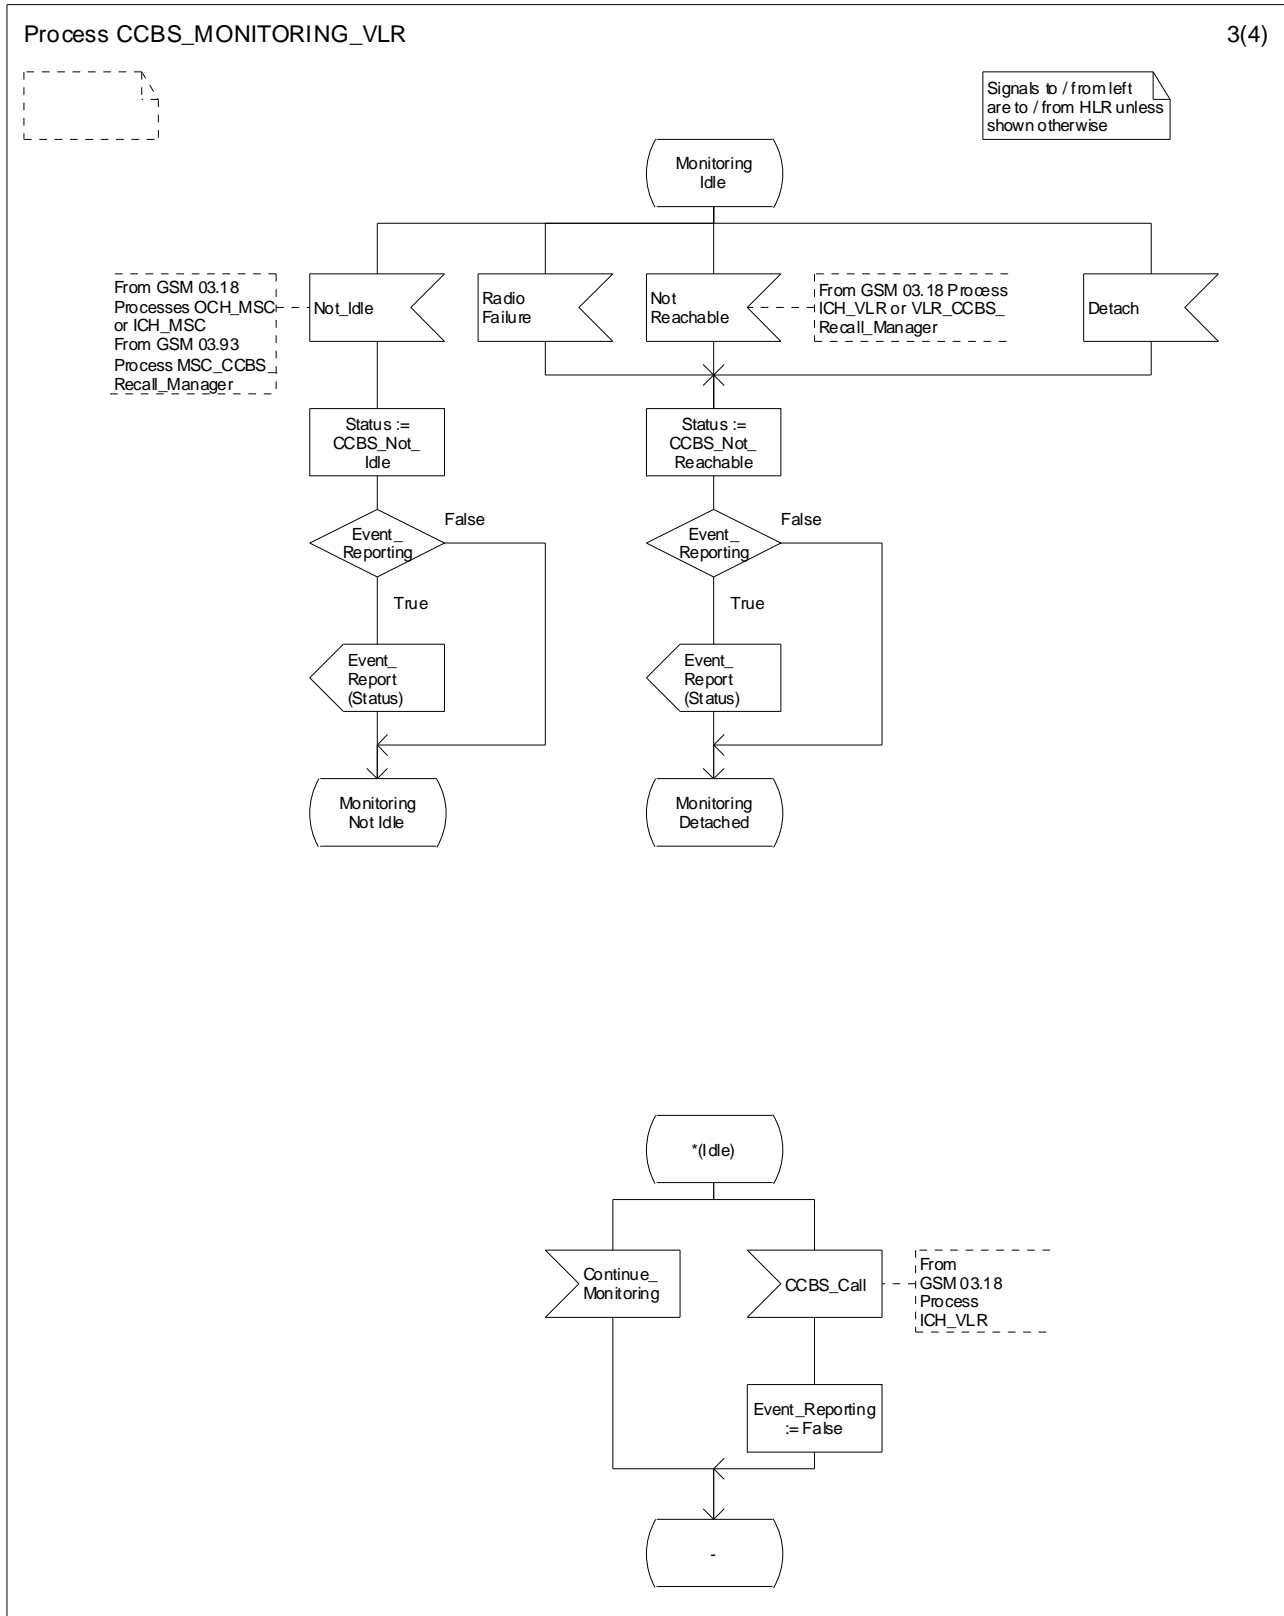 Process CCBS_MONITORING_VLR
3(4)
Signals to / from left
are to / from HLR unless
shown otherwise
Monitoring
Idle
From GSM 03.18
Processes OCH_MSC
or ICH_MSC
From GSM 03.93
Process MSC_CCBS_
Recall_Manager
Not_Idle
Radio
Failure
Not
Reachable
From GSM 03.18 Process
ICH_VLR or VLR_CCBS_
Recall_Manager
Detach
Status :=
CCBS_Not_
Idle
Status :=
CCBS_Not_
Reachable
Event_
Reporting
False
Event_
Reporting
False
True
True
Event_
Report
(Status)
Event_
Report
(Status)
Monitoring
Not Idle
Monitoring
Detached
*(Idle)
Continue_
Monitoring
CCBS_Call
From
GSM 03.18
Process
ICH_VLR
Event_Reporting
:= False
-